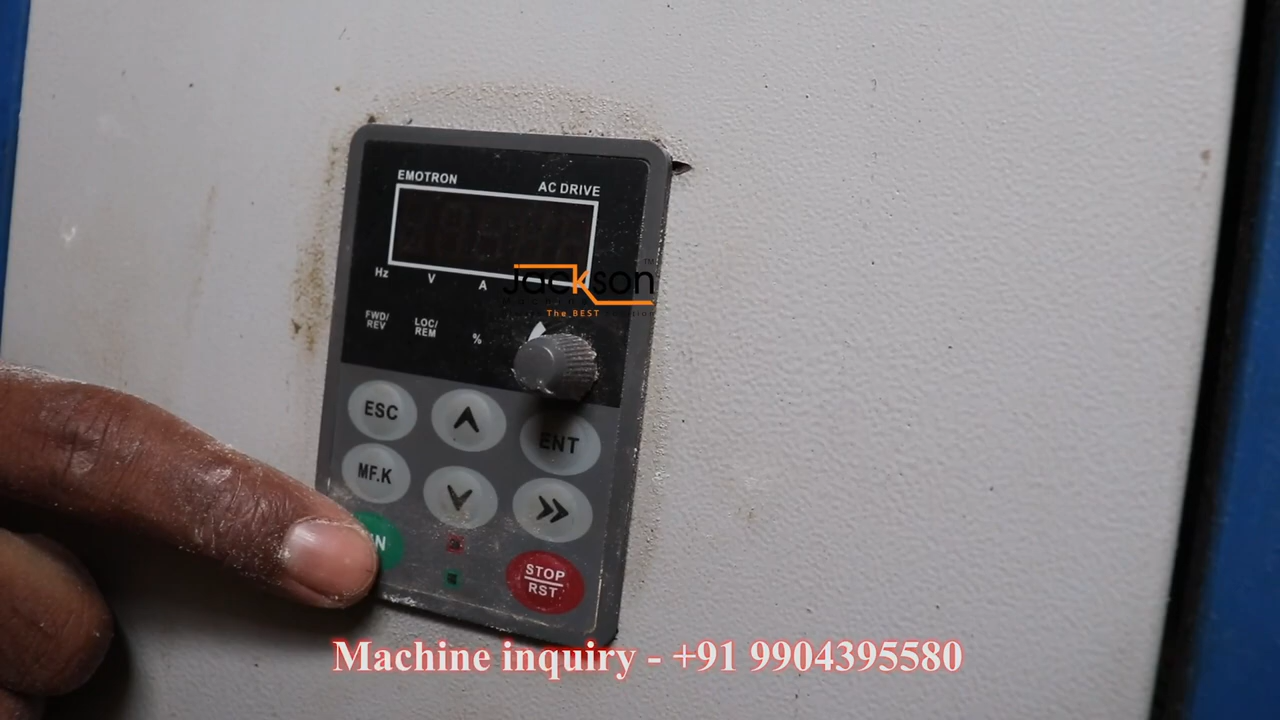 EMOTRON
AC DRIVE
Hz
V
A
Jackson
TM
The BEST
FWD/
REV
LOC/
REM
%
ESC
ENT
MF.K
STOP
RST
Machine inquiry - +91 9904395580